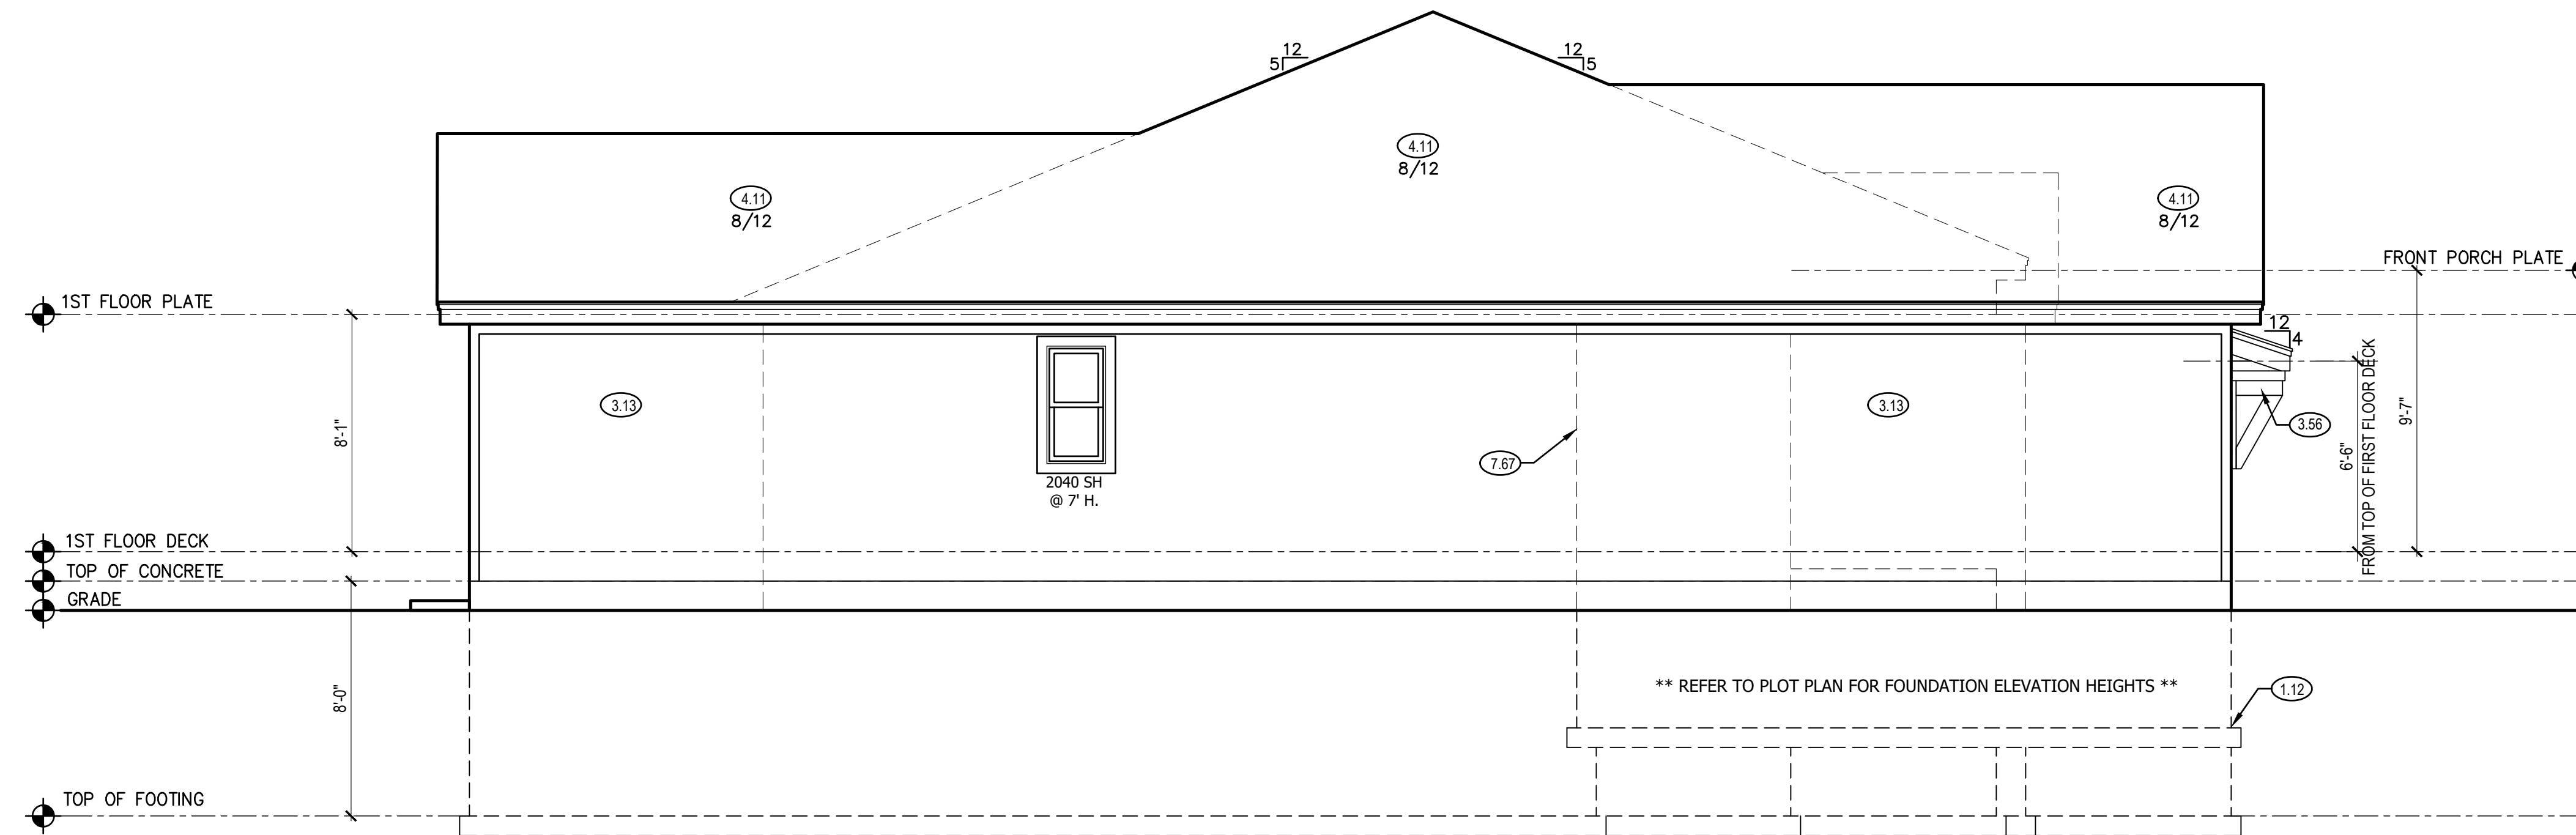 12
5
12
5
4.11
8/12
4.11
8/12
4.11
8/12
FRONT PORCH PLATE
1ST FLOOR PLATE
12
4
3.13
3.13
3.56
8'-1"
9'-7"
6'-6"
FROM TOP OF FIRST FLOOR DECK
7.67
2040 SH
@ 7' H.
1ST FLOOR DECK
TOP OF CONCRETE
GRADE
8'-0"
** REFER TO PLOT PLAN FOR FOUNDATION ELEVATION HEIGHTS **
1.12
TOP OF FOOTING